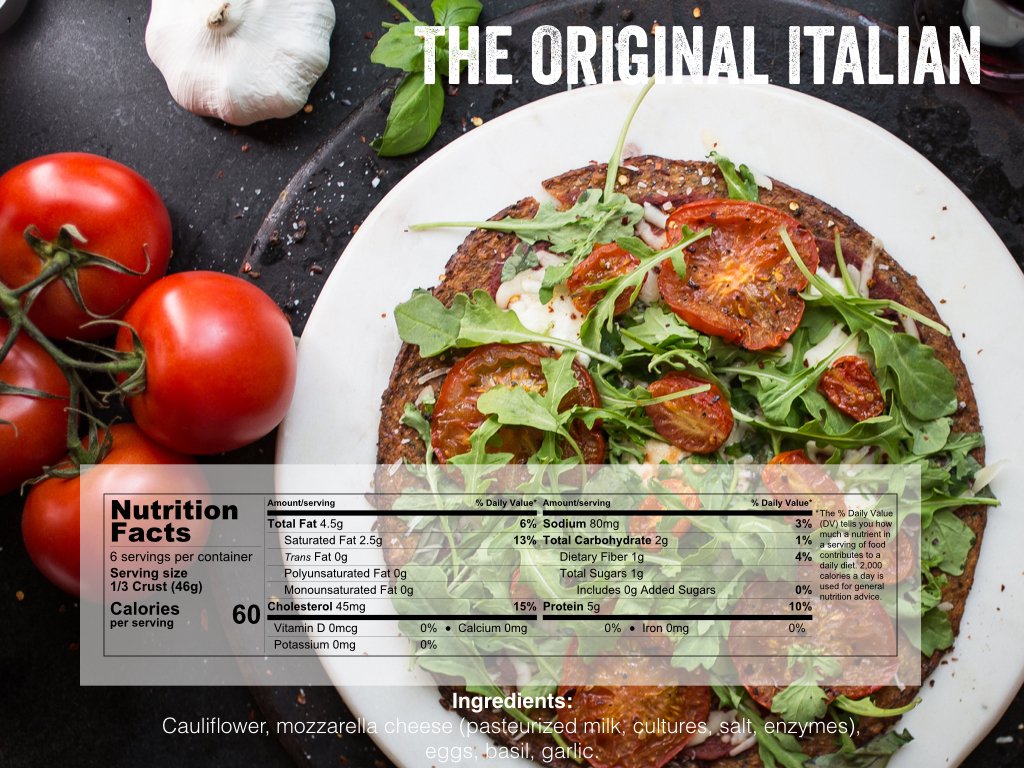 THE ORIGINAL ITALIAN
Nutrition
Facts
6 servings per container
Serving size
1/3 Crust (46g)
Calories
per serving
60
Amount/serving % Daily Value*
Total Fat 4.5g 6%
Saturated Fat 2.5g 13%
Trans Fat 0g
Polyunsaturated Fat 0g
Monounsaturated Fat 0g
Cholesterol 45mg 15%
Amount/serving % Daily Value*
Sodium 80mg 3%
Total Carbohydrate 2g 1%
Dietary Fiber 1g 4%
Total Sugars 1g
Includes 0g Added Sugars 0%
Protein 5g 10%
Vitamin D 0mcg 0% • Calcium 0mg 0% • Iron 0mg 0%
Potassium 0mg 0%
*The % Daily Value
(DV) tells you how
much a nutrient in
a serving of food
contributes to a
daily diet. 2,000
calories a day is
used for general
nutrition advice.
Ingredients:
Cauliflower, mozzarella cheese (pasteurized milk, cultures, salt, enzymes),
eggs, basil, garlic.